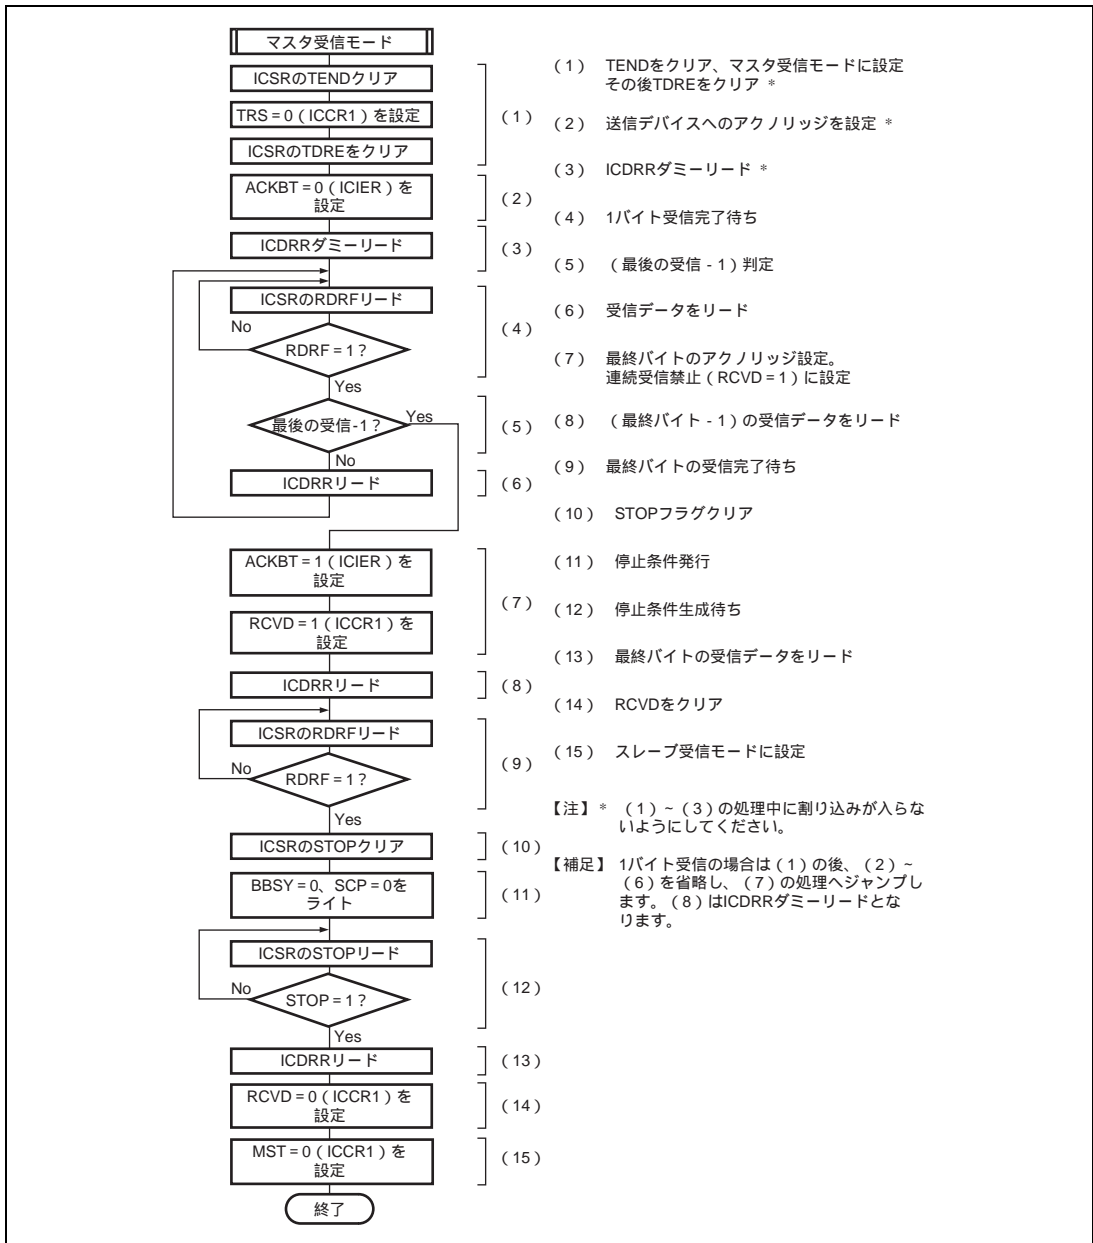 マスタ受信モード
ICSRのTENDクリア
TRS = 0 ( ICCR1 ) を設定
ICSRのTDREをクリア
( 1 )
ACKBT = 0 ( ICIER ) を
設定
( 2 )
ICDRRダミーリード
( 3 )
ICSRのRDRFリード
No
RDRF = 1 ?
( 4 )
Yes
最後の受信-1 ?
Yes
( 5 )
No
ICDRRリード
( 6 )
ACKBT = 1 ( ICIER ) を
設定
RCVD = 1 ( ICCR1 ) を
設定
( 7 )
ICDRRリード
( 8 )
ICSRのRDRFリード
No
RDRF = 1 ?
( 9 )
Yes
ICSRのSTOPクリア
( 10 )
BBSY = 0、SCP = 0を
ライト
( 11 )
ICSRのSTOPリード
No
STOP = 1 ?
( 12 )
Yes
ICDRRリード
( 13 )
RCVD = 0 ( ICCR1 ) を
設定
( 14 )
MST = 0 ( ICCR1 ) を
設定
( 15 )
終了
( 1 ) TENDをクリア、マスタ受信モードに設定
その後TDREをクリア *
( 2 ) 送信デバイスへのアクノリッジを設定 *
( 3 ) ICDRRダミーリード *
( 4 ) 1バイト受信完了待ち
( 5 ) ( 最後の受信 - 1 ) 判定
( 6 ) 受信データをリード
( 7 ) 最終バイトのアクノリッジ設定。
連続受信禁止 ( RCVD = 1 ) に設定
( 8 ) ( 最終バイト - 1 ) の受信データをリード
( 9 ) 最終バイトの受信完了待ち
( 10 ) STOPフラグクリア
( 11 ) 停止条件発行
( 12 ) 停止条件生成待ち
( 13 ) 最終バイトの受信データをリード
( 14 ) RCVDをクリア
( 15 ) スレーブ受信モードに設定
【注】 * ( 1 ) ~ ( 3 ) の処理中に割り込みが入らな
いようにしてください。
【補足】 1バイト受信の場合は ( 1 ) の後、( 2 ) ~
( 6 ) を省略し、( 7 ) の処理へジャンプし
ます。( 8 ) はICDRRダミーリードとな
ります。